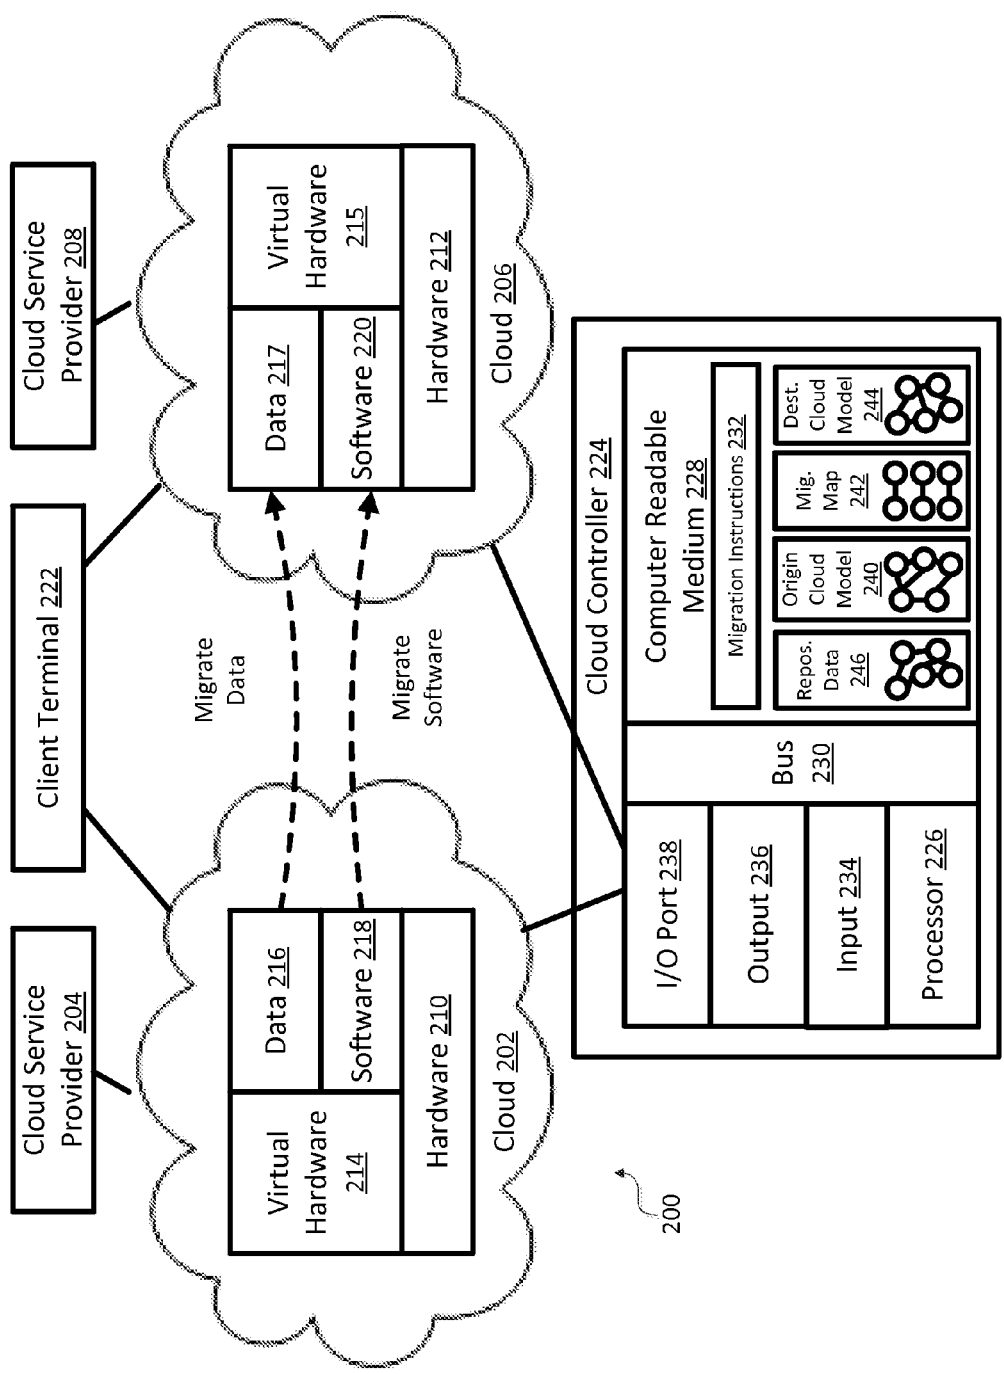 Cloud Service
Provider 204
Client Terminal 222
Cloud Service
Provider 208
Virtual
Hardware
214
Data 216
Software 218
Hardware 210
Cloud 202
Migrate
Data
Migrate
Software
Data 217
Software 220
Virtual
Hardware
215
Hardware 212
Cloud 206
200
Cloud Controller 224
I/O Port 238
Output 236
Input 234
Processor 226
Bus
230
Computer Readable
Medium 228
Migration Instructions 232
Repos.
Data
246
Origin
Cloud
Model
240
Mig.
Map
242
Dest.
Cloud
Model
244